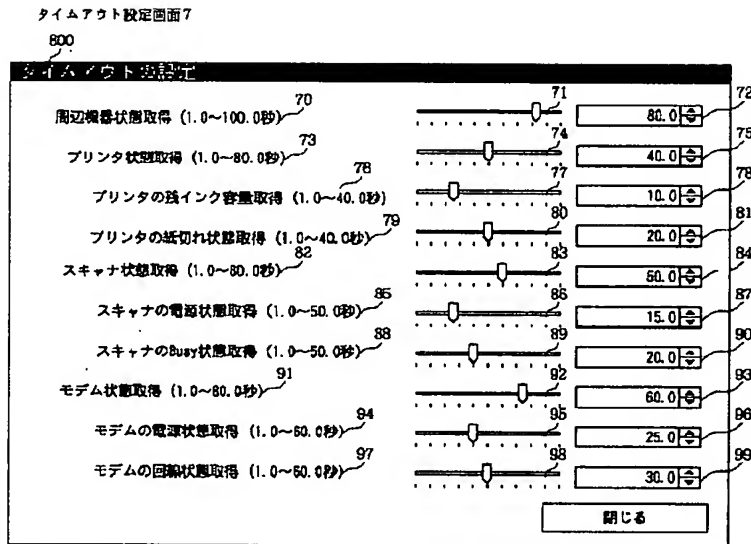 タイムアウト設定画面7
800
タイムアウトの設定
周辺機器状態取得 (1.0～100.0秒) 70 71 80.0 72
プリンタ状態取得 (1.0～80.0秒) 73 74 40.0 75
プリンタの残インク容量取得 (1.0～40.0秒) 76 77 10.0 78
プリンタの紙切れ状態取得 (1.0～40.0秒) 79 80 20.0 81
スキャナ状態取得 (1.0～80.0秒) 82 83 50.0 84
スキャナの電源状態取得 (1.0～50.0秒) 85 86 15.0 87
スキャナのBusy状態取得 (1.0～50.0秒) 88 89 20.0 90
モデム状態取得 (1.0～80.0秒) 91 92 60.0 93
モデムの電源状態取得 (1.0～60.0秒) 94 95 25.0 96
モデムの回線状態取得 (1.0～60.0秒) 97 98 30.0 99
閉じる